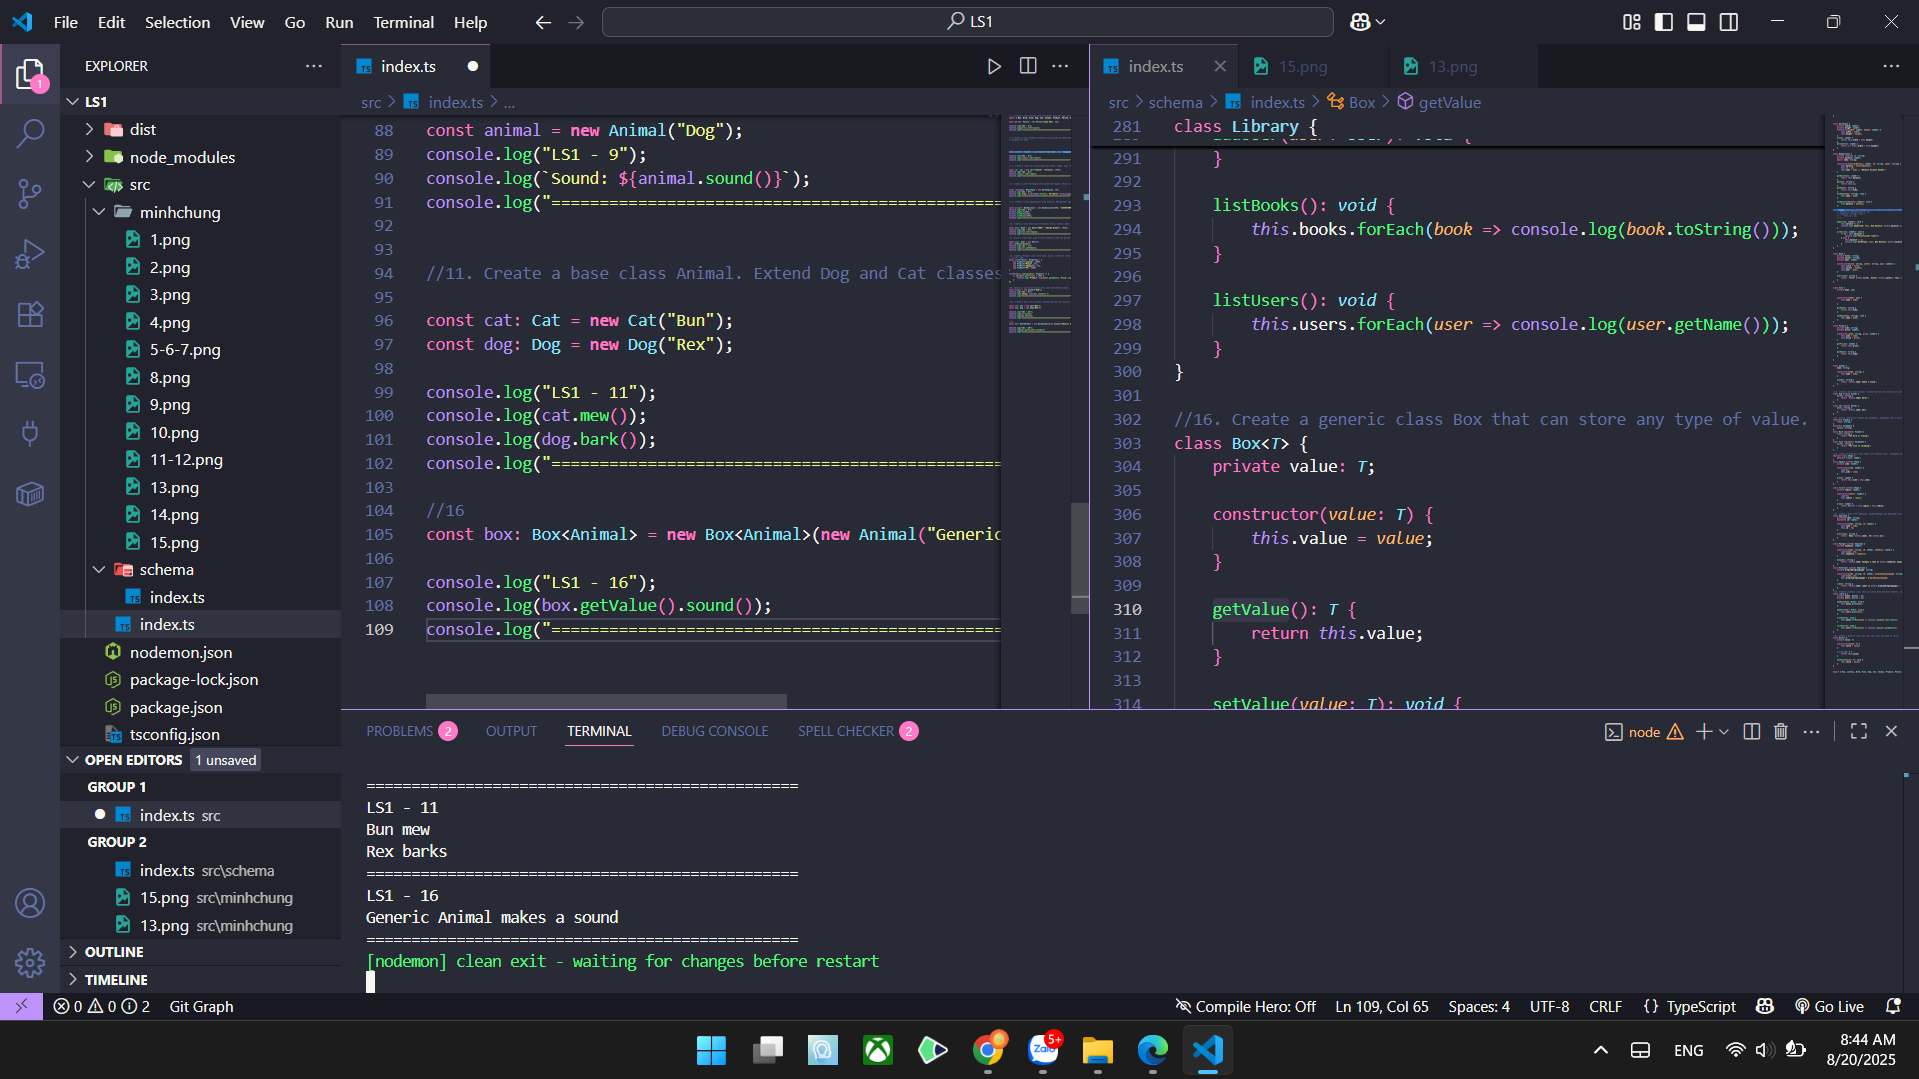 File Edit Selection View Go Run Terminal Help
LS1
EXPLORER
LS1
dist
node_modules
src
minhchung
1.png
2.png
3.png
4.png
5-6-7.png
8.png
9.png
10.png
11-12.png
13.png
14.png
15.png
schema
index.ts
index.ts
nodemon.json
package-lock.json
package.json
tsconfig.json
OPEN EDITORS 1 unsaved
GROUP 1
index.ts src
GROUP 2
index.ts src\schema
15.png src\minhchung
13.png src\minhchung
OUTLINE
TIMELINE
index.ts
src > index.ts > ...
88 const animal = new Animal("Dog");
89 console.log("LS1 - 9");
90 console.log(`Sound: ${animal.sound()}`);
91 console.log("===============================================
92
93
94 //11. Create a base class Animal. Extend Dog and Cat classes
95
96 const cat: Cat = new Cat("Bun");
97 const dog: Dog = new Dog("Rex");
98
99 console.log("LS1 - 11");
100 console.log(cat.mew());
101 console.log(dog.bark());
102 console.log("===============================================
103
104 //16
105 const box: Box<Animal> = new Box<Animal>(new Animal("Generic
106
107 console.log("LS1 - 16");
108 console.log(box.getValue().sound());
109 console.log("===============================================
index.ts 15.png 13.png
src > schema > index.ts > Box > getValue
281 class Library {
291 }
292
293 listBooks(): void {
294 this.books.forEach(book => console.log(book.toString()));
295 }
296
297 listUsers(): void {
298 this.users.forEach(user => console.log(user.getName()));
299 }
300 }
301
302 //16. Create a generic class Box that can store any type of value.
303 class Box<T> {
304 private value: T;
305
306 constructor(value: T) {
307 this.value = value;
308 }
309
310 getValue(): T {
311 return this.value;
312 }
313
314 setValue(value: T): void {
PROBLEMS 2 OUTPUT TERMINAL DEBUG CONSOLE SPELL CHECKER 2
node
================================================
LS1 - 11
Bun mew
Rex barks
================================================
LS1 - 16
Generic Animal makes a sound
================================================
[nodemon] clean exit - waiting for changes before restart
0 0 2 Git Graph
Compile Hero: Off Ln 109, Col 65 Spaces: 4 UTF-8 CRLF {} TypeScript Go Live
Zalo 5+
ENG
8:44 AM
8/20/2025